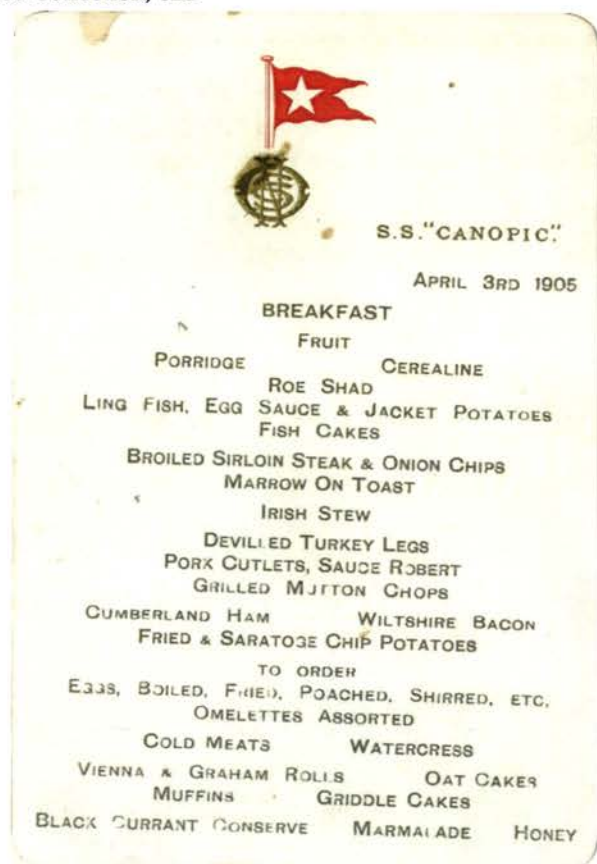 S.S. "CANOPIC".
APRIL 3RD 1905
BREAKFAST
FRUIT
PORRIDGE CEREALINE
ROE SHAD
LING FISH, EGG SAUCE & JACKET POTATOES
FISH CAKES
BROILED SIRLOIN STEAK & ONION CHIPS
MARROW ON TOAST
IRISH STEW
DEVILLED TURKEY LEGS
PORK CUTLETS, SAUCE ROBERT
GRILLED MUTTON CHOPS
CUMBERLAND HAM WILTSHIRE BACON
FRIED & SARATOGE CHIP POTATOES
TO ORDER
EGGS, BOILED, FRIED, POACHED, SHIRRED, ETC.
OMELETTES ASSORTED
COLD MEATS WATERCRESS
VIENNA & GRAHAM ROLLS OAT CAKES
MUFFINS GRIDDLE CAKES
BLACK CURRANT CONSERVE MARMALADE HONEY